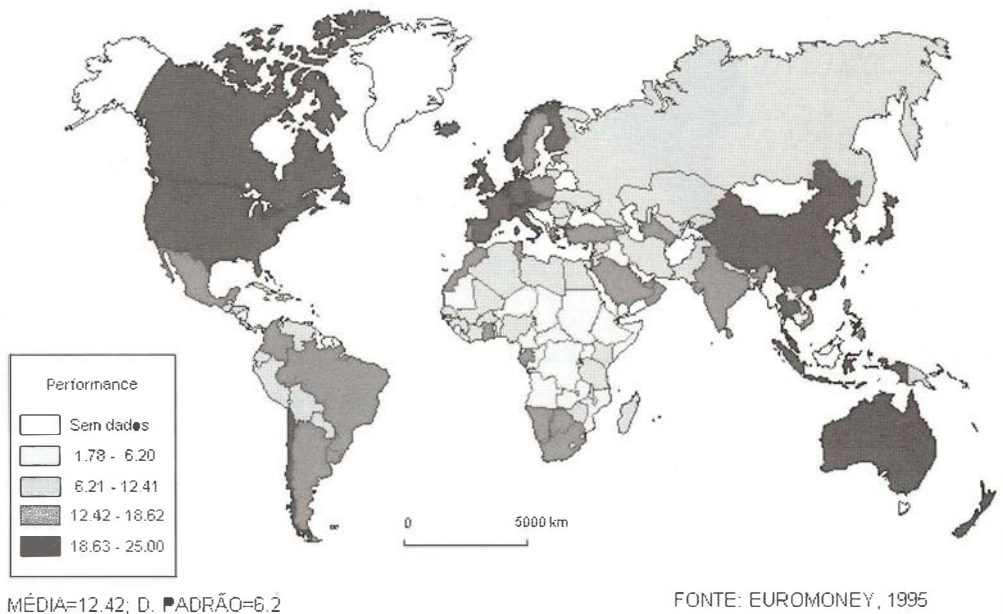 Performance
Sem dados
1.78 - 6.20
6.21 - 12.41
12.42 - 18.62
18.63 - 25.00
0 5000 km
MÉDIA=12.42; D. PADRÃO=6.2
FONTE: EUROMONEY, 1995